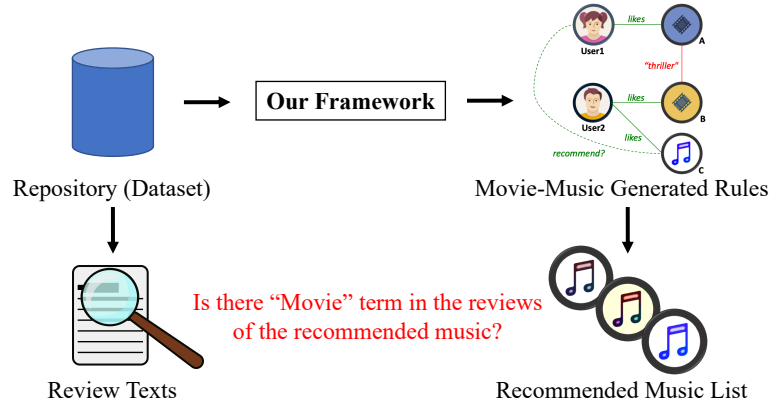 likes
User1
A
"thriller"
Our Framework
likes
User2
B
likes
recommend?
C
Repository (Dataset)
Movie-Music Generated Rules
Is there “Movie” term in the reviews
of the recommended music?
Review Texts
Recommended Music List